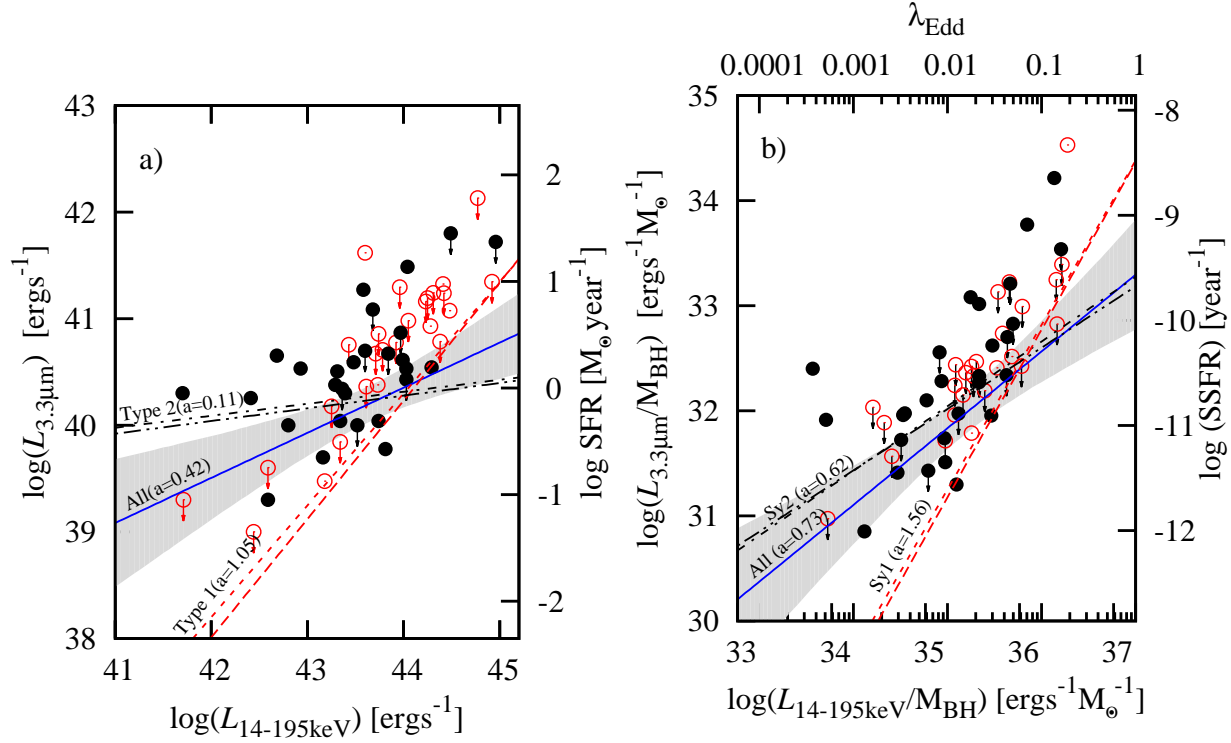 a)
43
42
41
40
39
38
41
42
43
44
45
log(L3.3μm) [ergs-1]
log(L14-195keV) [ergs-1]
2
1
0
-1
-2
log SFR [M⊙ year-1]
Type 2(a=0.11)
All(a=0.42)
Type 1(a=1.05)
λEdd
0.0001
0.001
0.01
0.1
1
b)
35
34
33
32
31
30
33
34
35
36
37
log(L3.3μm/MBH) [ergs-1M⊙-1]
log(L14-195keV/MBH) [ergs-1M⊙-1]
-8
-9
-10
-11
-12
log (SSFR) [year-1]
Sy2 (a=0.62)
All (a=0.73)
Sy1 (a=1.56)